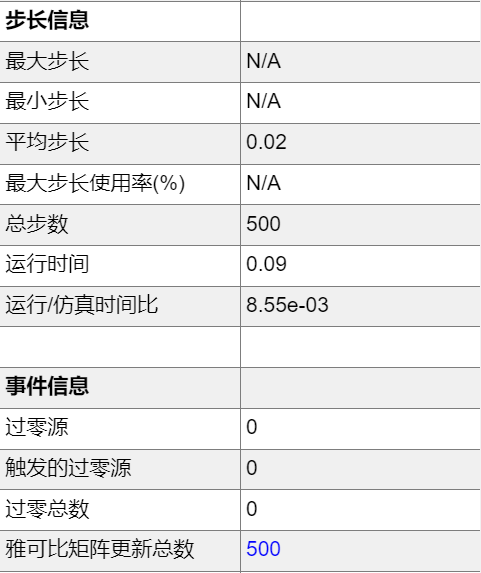 步长信息
最大步长 N/A
最小步长 N/A
平均步长 0.02
最大步长使用率(%) N/A
总步数 500
运行时间 0.09
运行/仿真时间比 8.55e-03
事件信息
过零源 0
触发的过零源 0
过零总数 0
雅可比矩阵更新总数 500